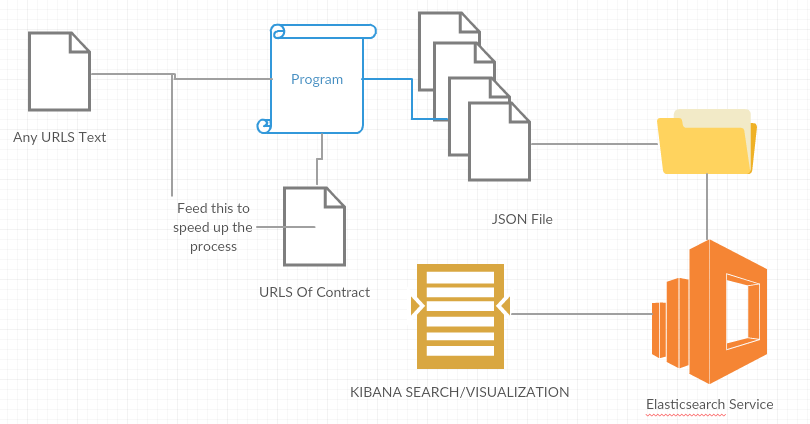 Program
Any URLS Text
Feed this to
speed up the
process
JSON File
URLS Of Contract
KIBANA SEARCH/VISUALIZATION
Elasticsearch Service